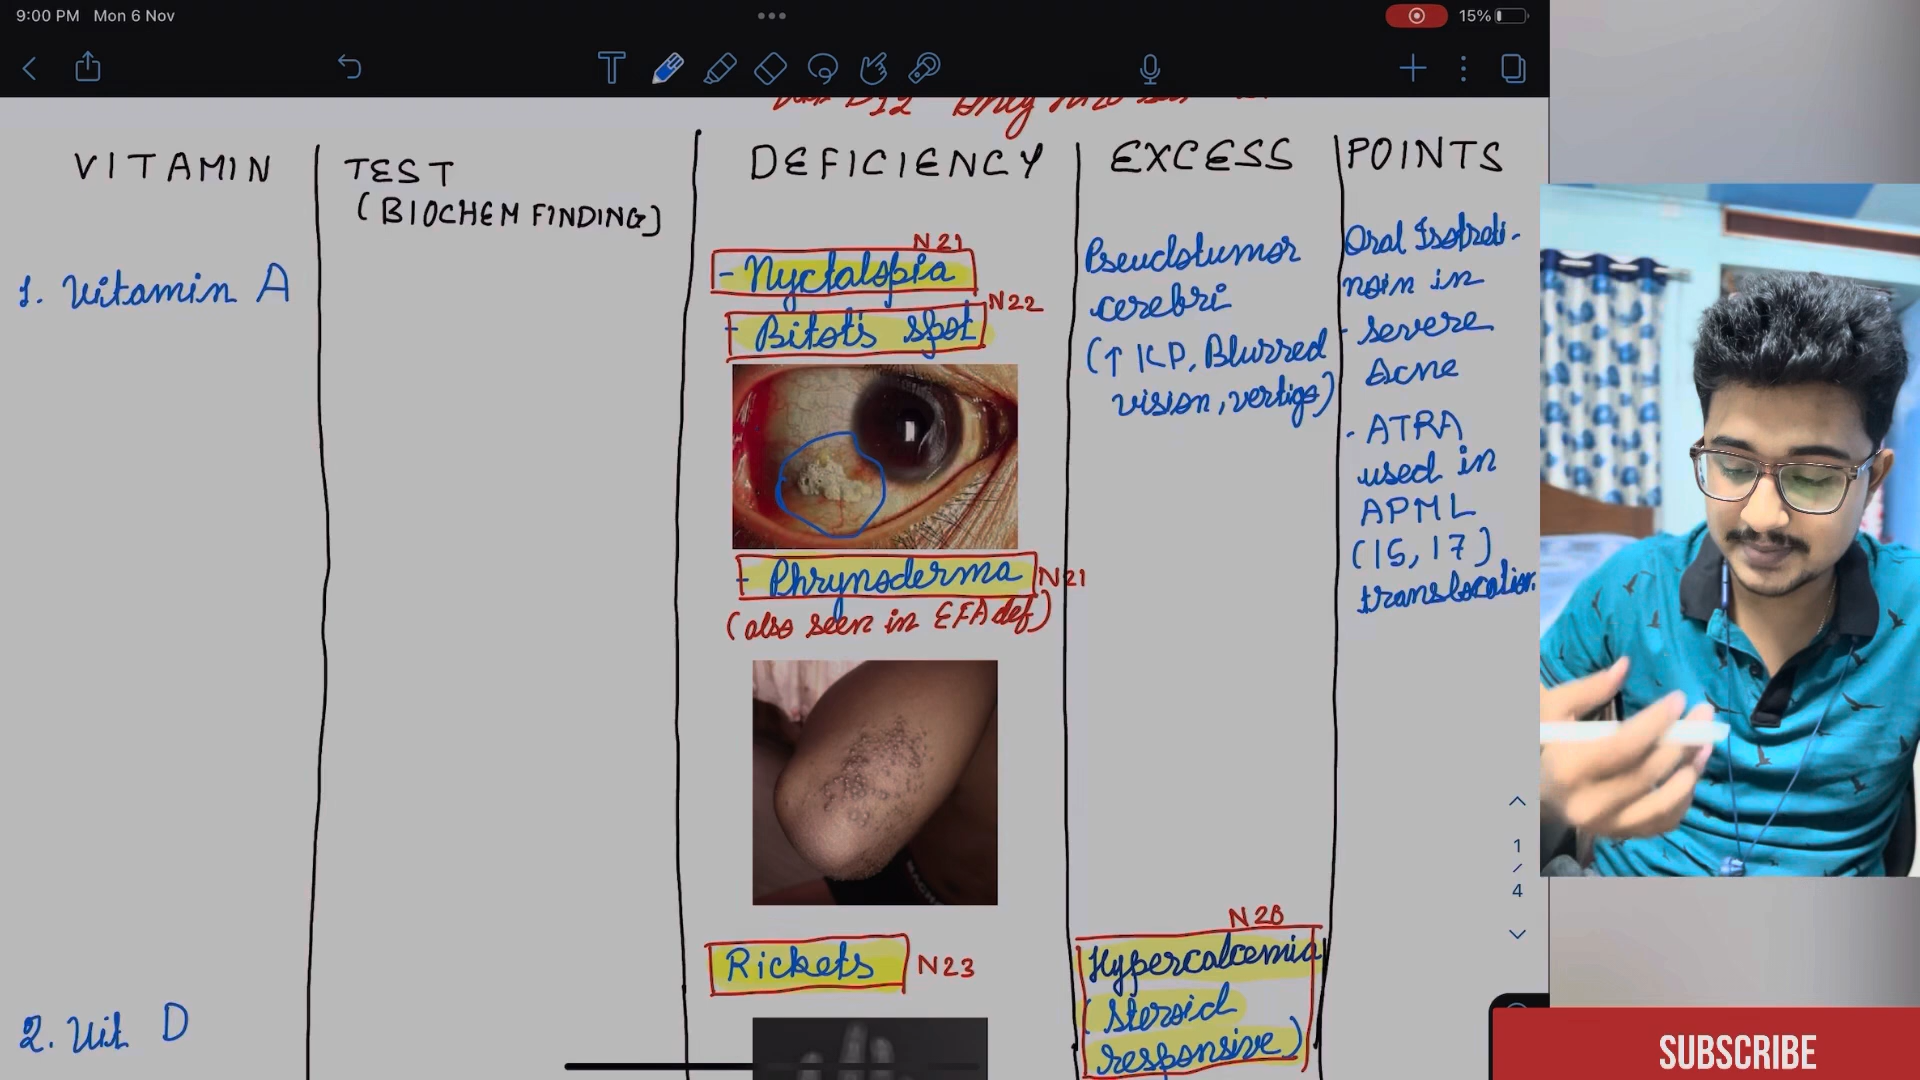 9:00 PM Mon 6 Nov
15%
VITAMIN
TEST
(BIOCHEM FINDING)
DEFICIENCY
EXCESS
POINTS
1. Vitamin A
- Nyctalopia
N21
- Bitot's spot
N22
- Phrynoderma
N21
(also seen in EFA def)
Pseudotumor
cerebri
(↑ ICP, Blurred
vision, vertigo)
Oral Isotreti-
noin in
severe
Acne
- ATRA
used in
APML
(15, 17)
translocation.
1
/
4
2. Vit D
Rickets
N23
N20
Hypercalcemia
(steroid
responsive)
SUBSCRIBE